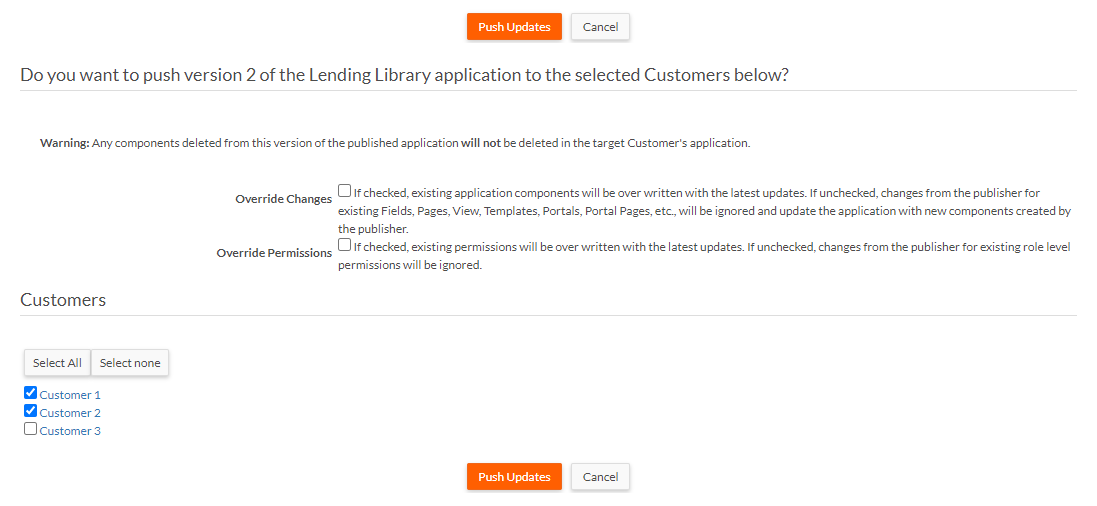 Push Updates Cancel
Do you want to push version 2 of the Lending Library application to the selected Customers below?
Warning: Any components deleted from this version of the published application will not be deleted in the target Customer's application.
Override Changes If checked, existing application components will be over written with the latest updates. If unchecked, changes from the publisher for
existing Fields, Pages, View, Templates, Portals, Portal Pages, etc., will be ignored and update the application with new components created by
the publisher.
Override Permissions If checked, existing permissions will be over written with the latest updates. If unchecked, changes from the publisher for existing role level
permissions will be ignored.
Customers
Select All Select none
Customer 1
Customer 2
Customer 3
Push Updates Cancel